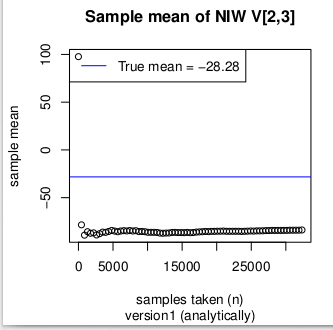 Sample mean of NIW V[2,3]
True mean = −28.28
sample mean
100
50
0
−50
0 5000 15000 25000
samples taken (n)
version1 (analytically)